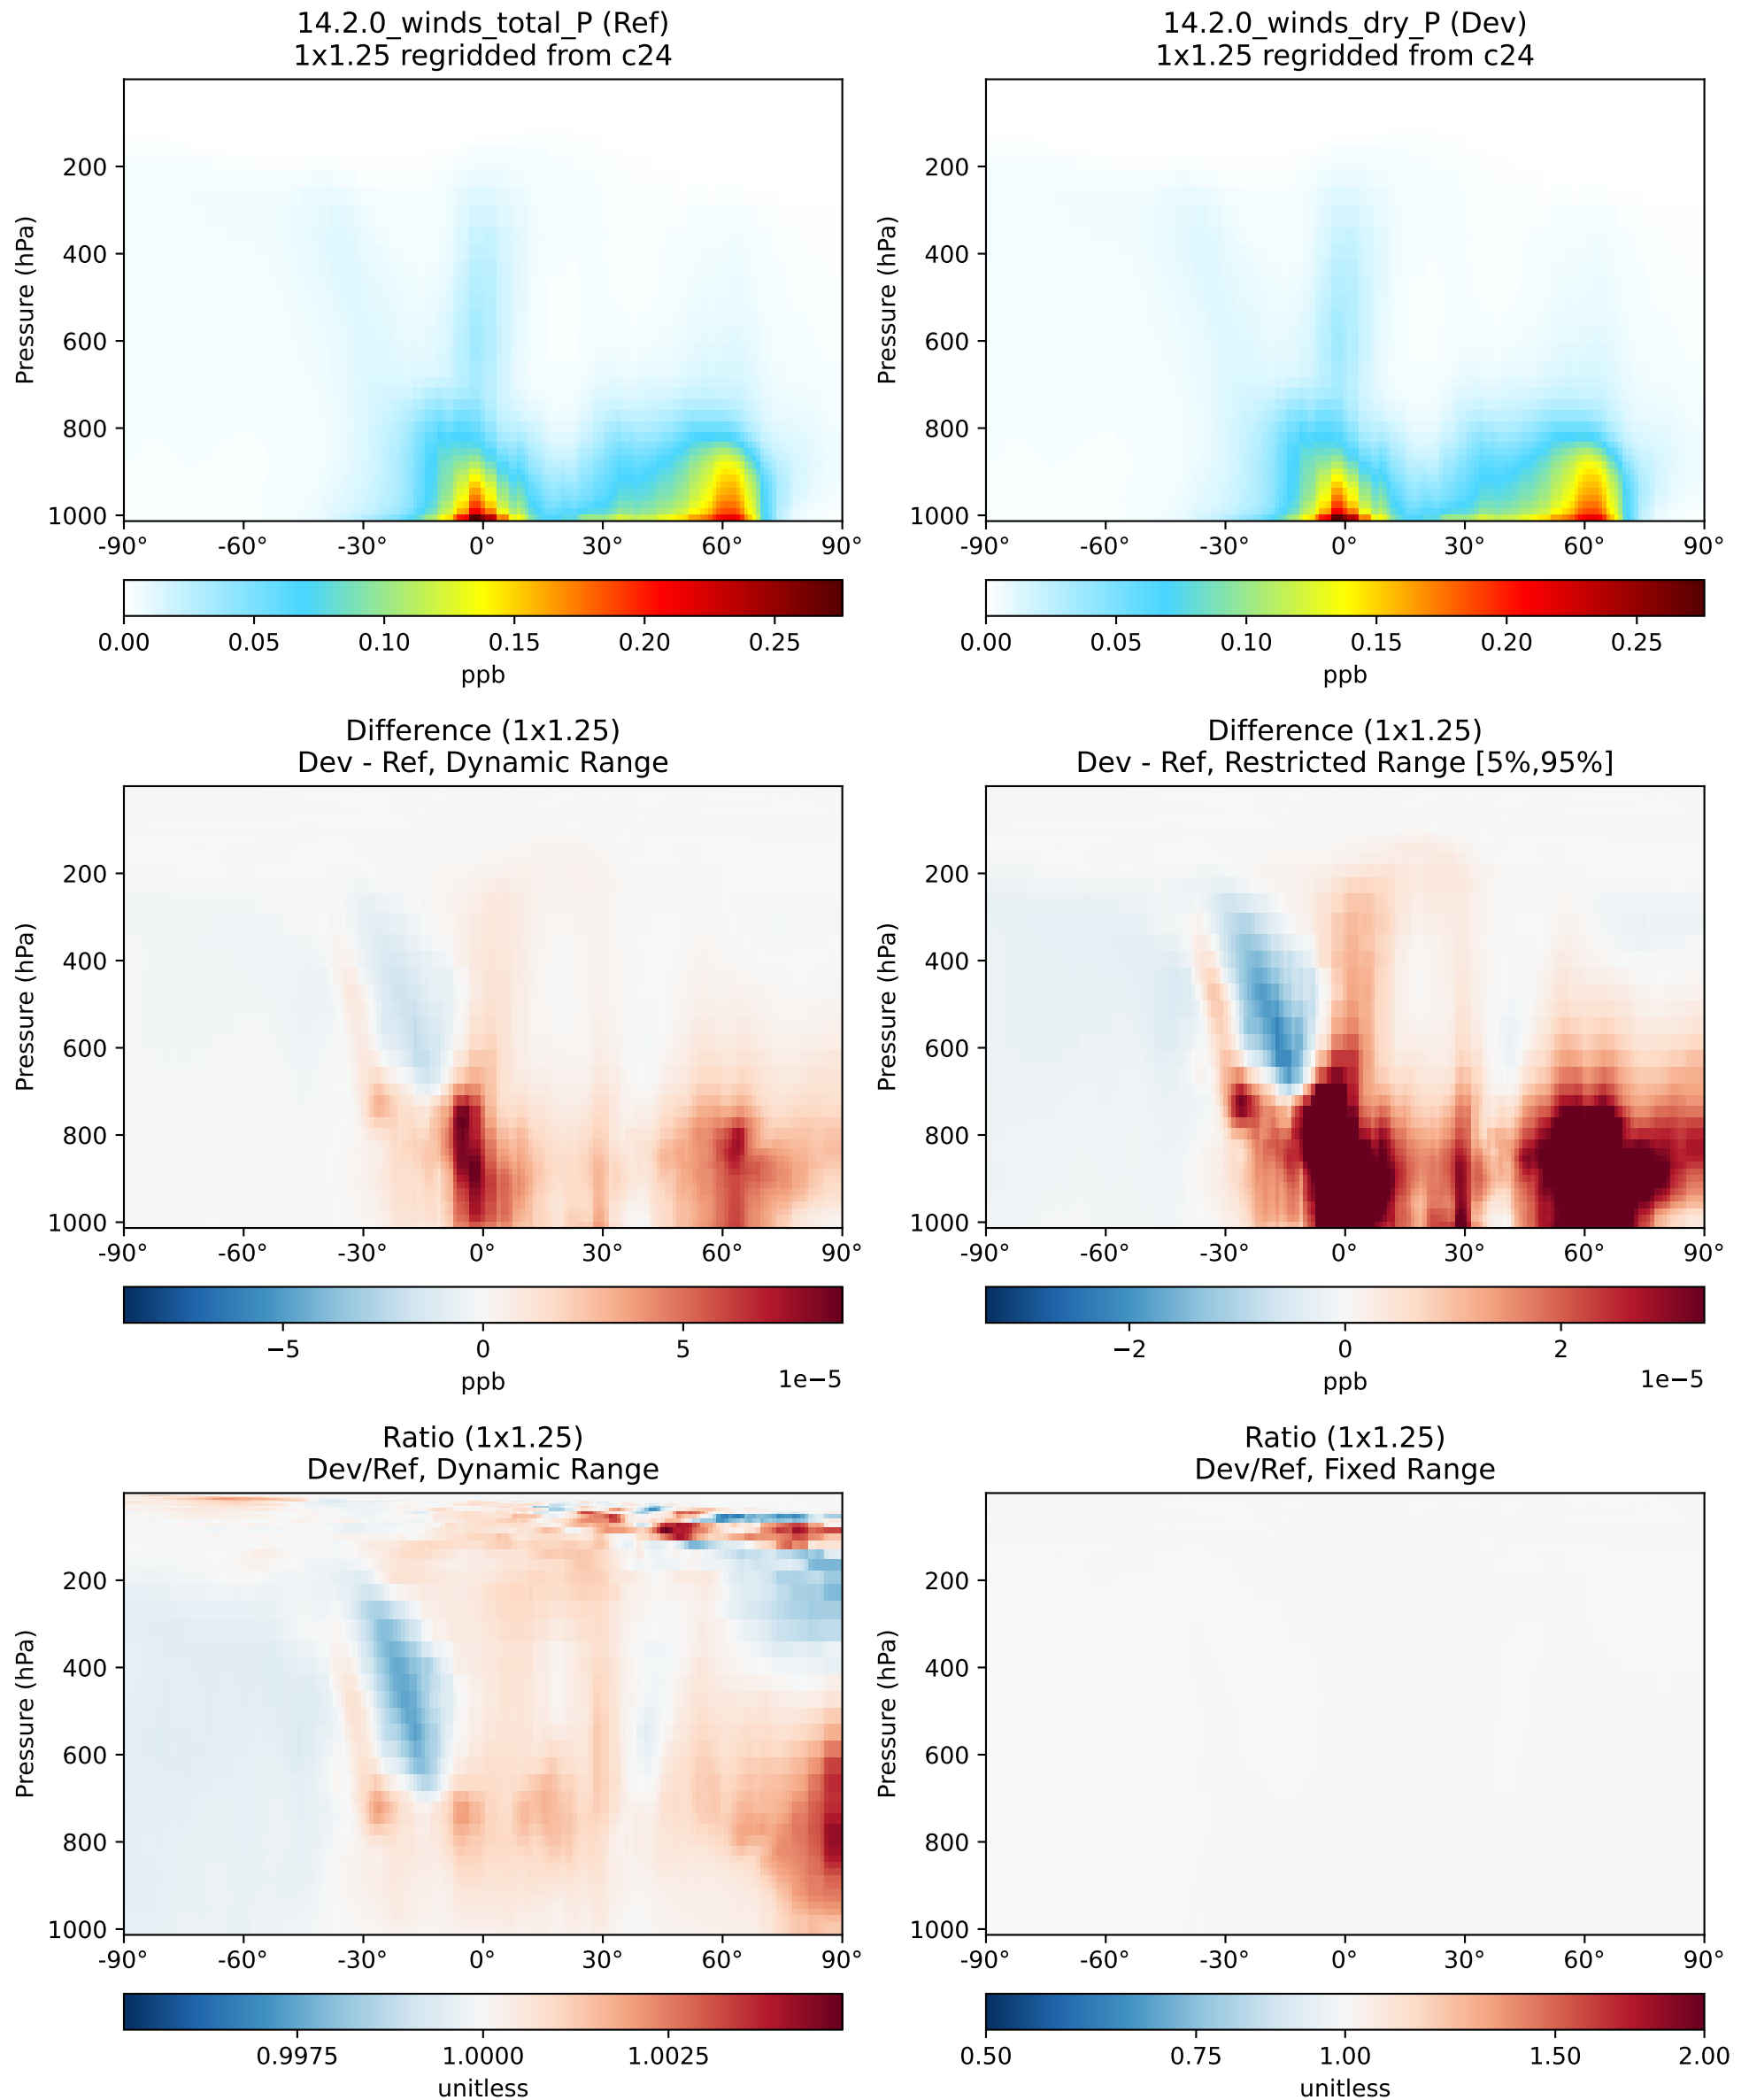 14.2.0_winds_total_P (Ref)
1x1.25 regridded from c24
14.2.0_winds_dry_P (Dev)
1x1.25 regridded from c24
Pressure (hPa)
200
400
600
800
1000
-90° -60° -30° 0° 30° 60° 90°
0.00 0.05 0.10 0.15 0.20 0.25
ppb
Pressure (hPa)
200
400
600
800
1000
-90° -60° -30° 0° 30° 60° 90°
0.00 0.05 0.10 0.15 0.20 0.25
ppb
Difference (1x1.25)
Dev - Ref, Dynamic Range
Pressure (hPa)
200
400
600
800
1000
-90° -60° -30° 0° 30° 60° 90°
−5 0 5
1e−5
ppb
Difference (1x1.25)
Dev - Ref, Restricted Range [5%,95%]
Pressure (hPa)
200
400
600
800
1000
-90° -60° -30° 0° 30° 60° 90°
−2 0 2
1e−5
ppb
Ratio (1x1.25)
Dev/Ref, Dynamic Range
Pressure (hPa)
200
400
600
800
1000
-90° -60° -30° 0° 30° 60° 90°
0.9975 1.0000 1.0025
unitless
Ratio (1x1.25)
Dev/Ref, Fixed Range
Pressure (hPa)
200
400
600
800
1000
-90° -60° -30° 0° 30° 60° 90°
0.50 0.75 1.00 1.50 2.00
unitless